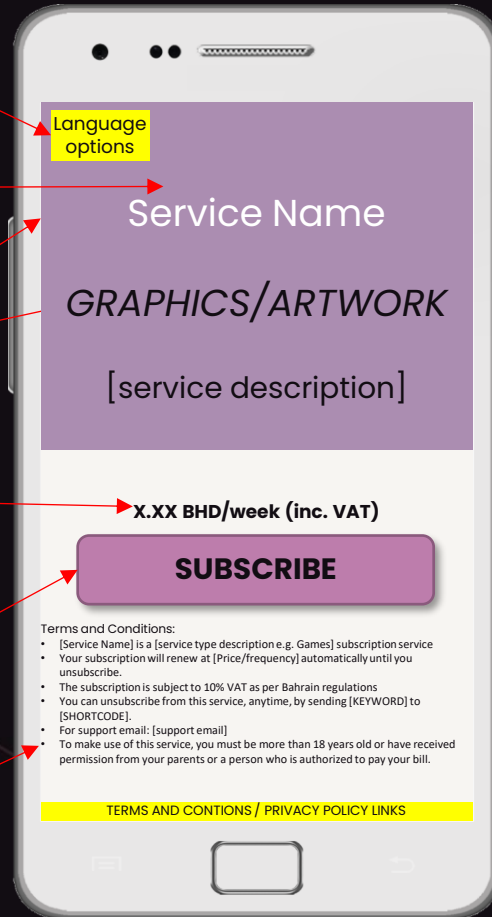 Language
options
Service Name
GRAPHICS/ARTWORK
[service description]
X.XX BHD/week (inc. VAT)
SUBSCRIBE
Terms and Conditions:
• [Service Name] is a [service type description e.g. Games] subscription service
• Your subscription will renew at [Price/frequency] automatically until you
unsubscribe.
• The subscription is subject to 10% VAT as per Bahrain regulations
• You can unsubscribe from this service, anytime, by sending [KEYWORD] to
[SHORTCODE].
• For support email: [support email]
• To make use of this service, you must be more than 18 years old or have received
permission from your parents or a person who is authorized to pay your bill.
TERMS AND CONTIONS / PRIVACY POLICY LINKS